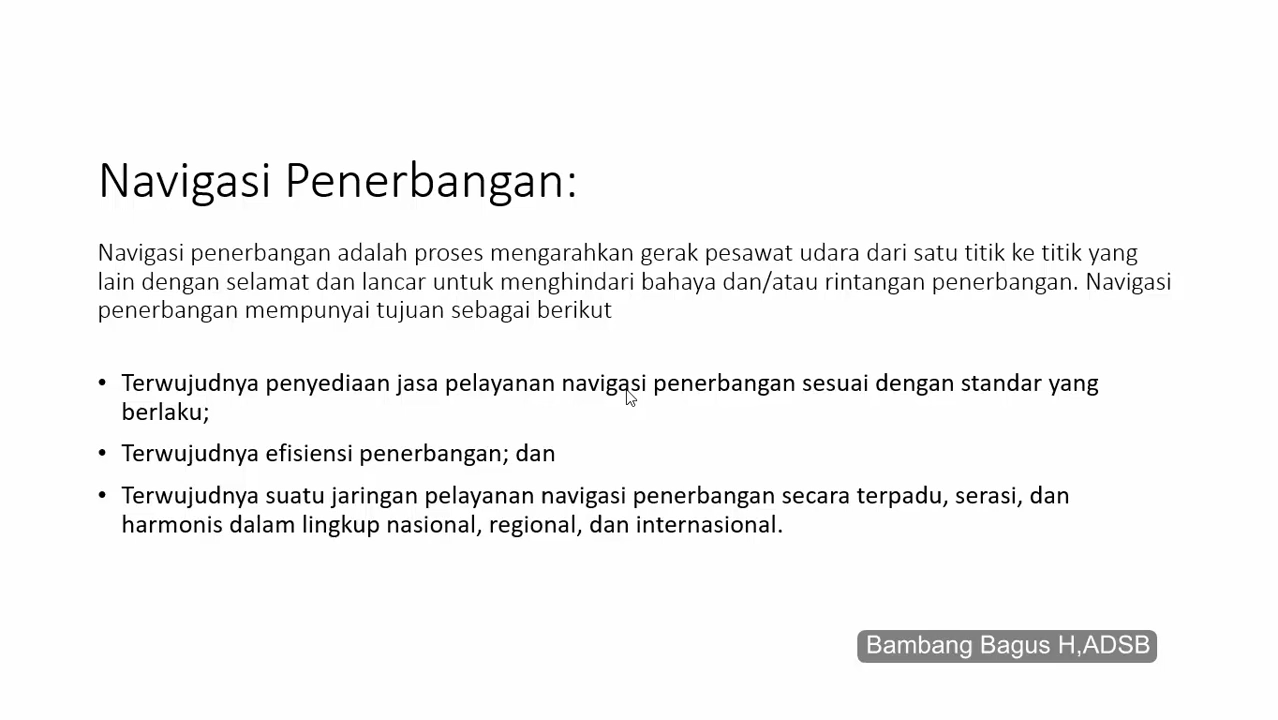 Navigasi Penerbangan:
Navigasi penerbangan adalah proses mengarahkan gerak pesawat udara dari satu titik ke titik yang
lain dengan selamat dan lancar untuk menghindari bahaya dan/atau rintangan penerbangan. Navigasi
penerbangan mempunyai tujuan sebagai berikut
• Terwujudnya penyediaan jasa pelayanan navigasi penerbangan sesuai dengan standar yang
berlaku;
• Terwujudnya efisiensi penerbangan; dan
• Terwujudnya suatu jaringan pelayanan navigasi penerbangan secara terpadu, serasi, dan
harmonis dalam lingkup nasional, regional, dan internasional.
Bambang Bagus H,ADSB